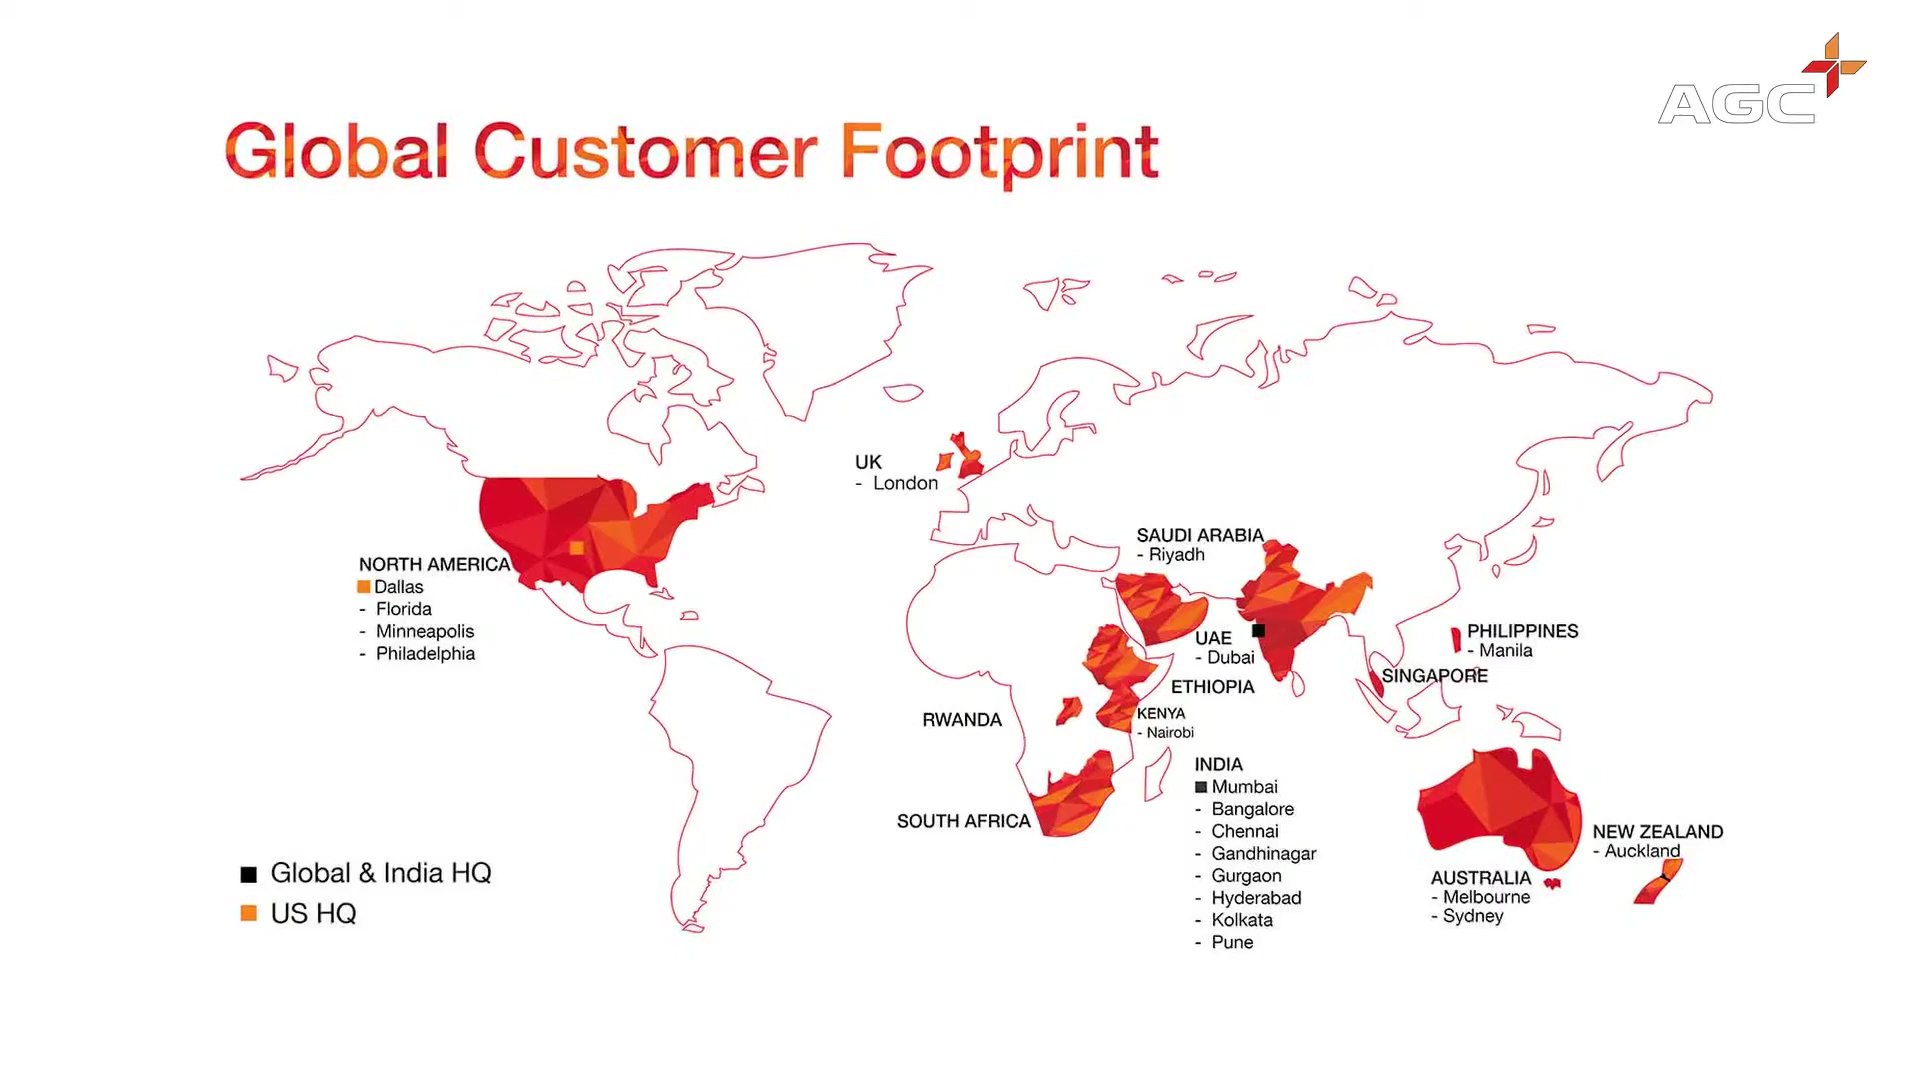 AGC
Global Customer Footprint
UK
- London
SAUDI ARABIA
- Riyadh
NORTH AMERICA
Dallas
- Florida
- Minneapolis
- Philadelphia
UAE
- Dubai
PHILIPPINES
- Manila
SINGAPORE
ETHIOPIA
RWANDA
KENYA
- Nairobi
INDIA
Mumbai
- Bangalore
- Chennai
- Gandhinagar
- Gurgaon
- Hyderabad
- Kolkata
- Pune
SOUTH AFRICA
NEW ZEALAND
- Auckland
AUSTRALIA
- Melbourne
- Sydney
Global & India HQ
US HQ